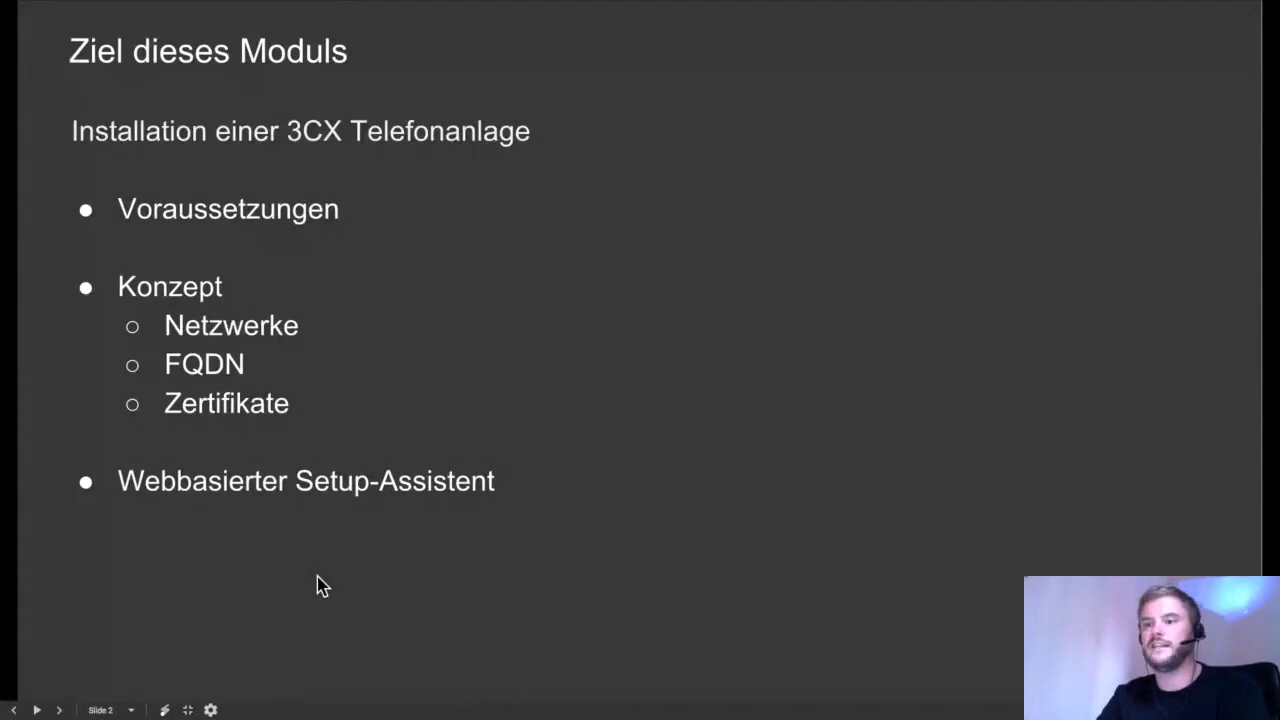 Ziel dieses Moduls
Installation einer 3CX Telefonanlage
● Voraussetzungen
● Konzept
○ Netzwerke
○ FQDN
○ Zertifikate
● Webbasierter Setup-Assistent
Slide 2